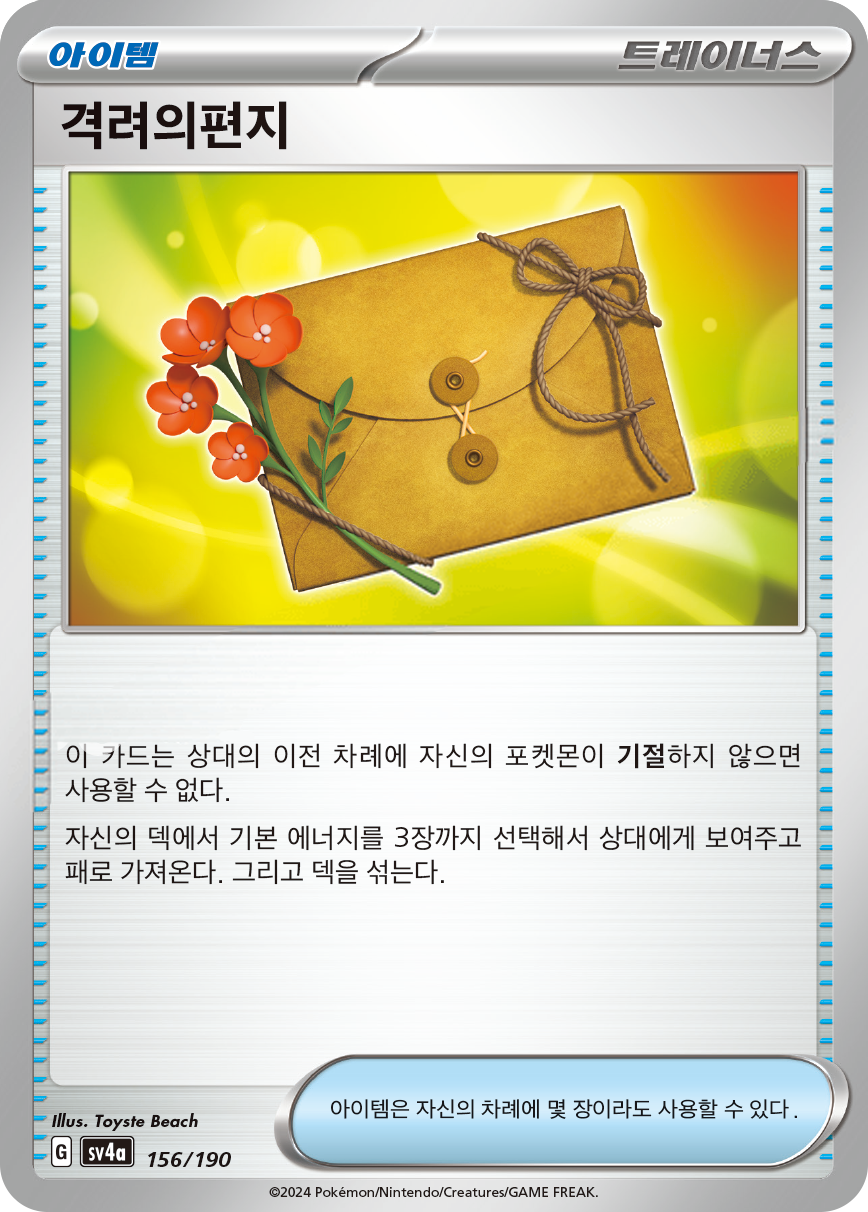 아이템
트레이너스
격려의편지
이 카드는 상대의 이전 차례에 자신의 포켓몬이 기절하지 않으면
사용할 수 없다.
자신의 덱에서 기본 에너지를 3장까지 선택해서 상대에게 보여주고
패로 가져온다. 그리고 덱을 섞는다.
아이템은 자신의 차례에 몇 장이라도 사용할 수 있다.
Illus. Toyste Beach
G sv4a 156/190
©2024 Pokémon/Nintendo/Creatures/GAME FREAK.